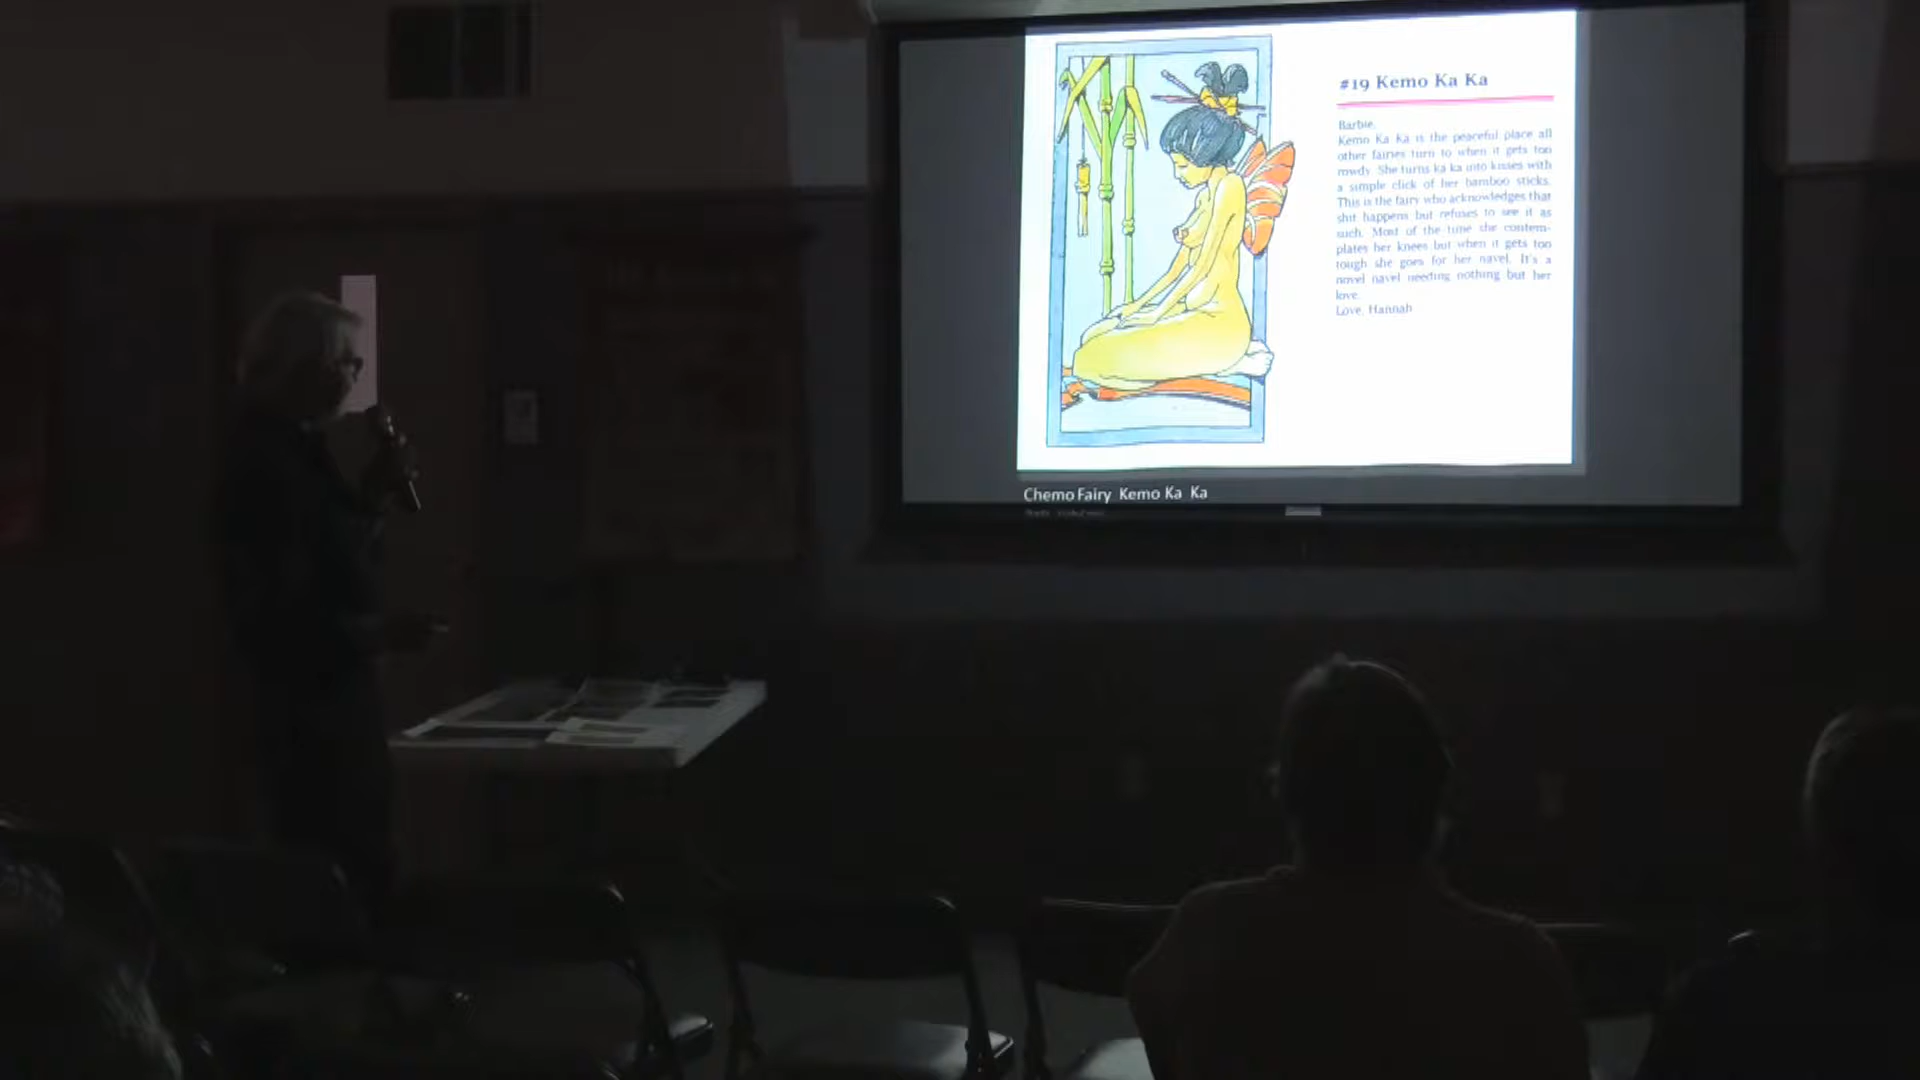 #19 Kemo Ka Ka
Barbie,
Kemo Ka Ka is the peaceful place all
other fairies turn to when it gets too
rowdy. She turns ka ka into kisses with
a simple click of her bamboo sticks.
This is the fairy who acknowledges that
shit happens but refuses to see it as
such. Most of the time she contem-
plates her knees but when it gets too
tough she goes for her navel. It's a
novel navel needing nothing but her
love.
Love, Hannah
Chemo Fairy Kemo Ka Ka